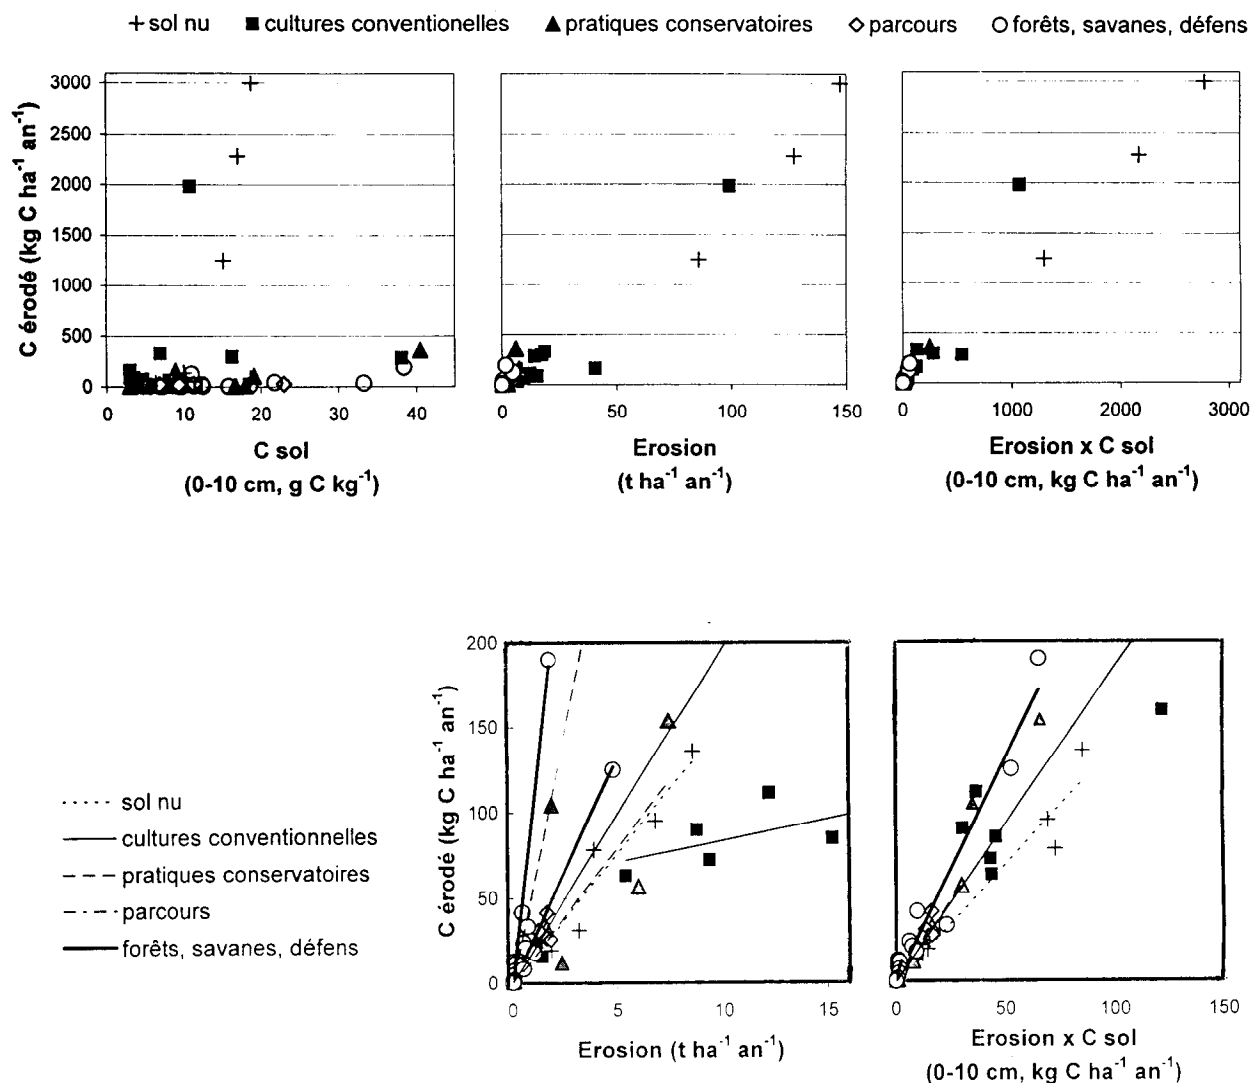 sol nu cultures conventionelles pratiques conservatoires parcours forêts, savanes, défens
C érodé (kg C ha⁻¹ an⁻¹)
3000
2500
2000
1500
1000
500
0
0 10 20 30 40
C sol
(0-10 cm, g C kg⁻¹)
0 50 100 150
Erosion
(t ha⁻¹ an⁻¹)
0 1000 2000 3000
Erosion x C sol
(0-10 cm, kg C ha⁻¹ an⁻¹)
sol nu
cultures conventionnelles
pratiques conservatoires
parcours
forêts, savanes, défens
C érodé (kg C ha⁻¹ an⁻¹)
200
150
100
50
0
0 5 10 15
Erosion (t ha⁻¹ an⁻¹)
0 50 100 150
Erosion x C sol
(0-10 cm, kg C ha⁻¹ an⁻¹)